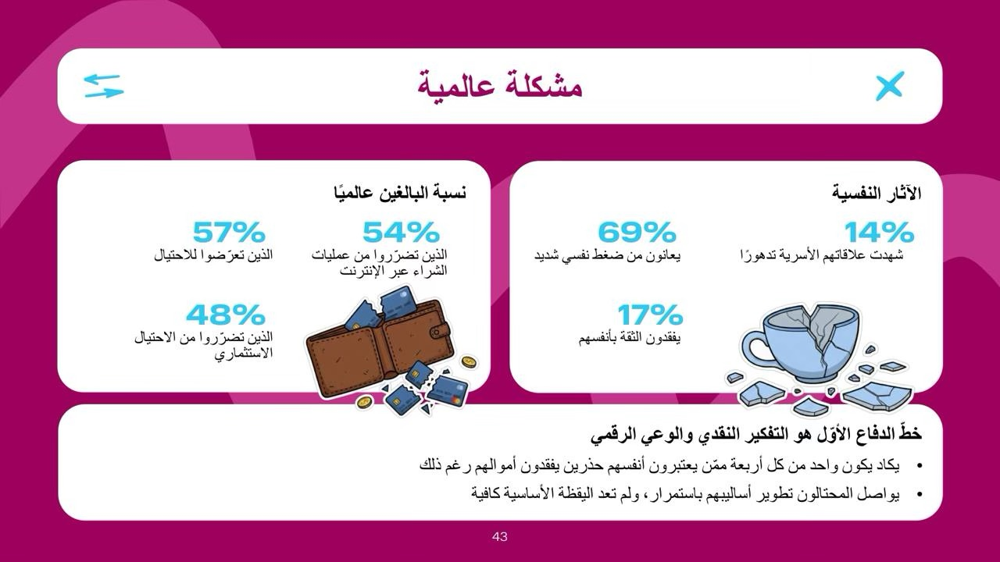 مشكلة عالمية
الآثار النفسية
14%
شهدت علاقاتهم الأسرية تدهورًا
69%
يعانون من ضغط نفسي شديد
17%
يفقدون الثقة بأنفسهم
نسبة البالغين عالميًا
54%
الذين تضرّروا من عمليات
الشراء عبر الإنترنت
57%
الذين تعرّضوا للاحتيال
48%
الذين تضرّروا من الاحتيال
الاستثماري
خطّ الدفاع الأوّل هو التفكير النقدي والوعي الرقمي
• يكاد يكون واحد من كل أربعة ممّن يعتبرون أنفسهم حذرين يفقدون أموالهم رغم ذلك
• يواصل المحتالون تطوير أساليبهم باستمرار، ولم تعد اليقظة الأساسية كافية
43